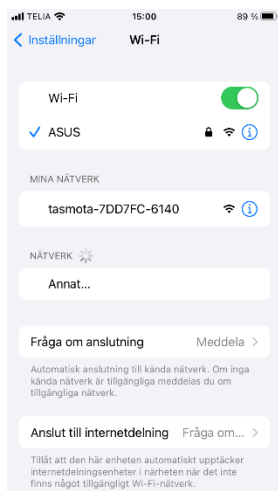 TELIA 15:00 89 %
Inställningar Wi-Fi
Wi-Fi
ASUS
MINA NÄTVERK
tasmota-7DD7FC-6140
NÄTVERK
Annat...
Fråga om anslutning Meddela
Automatisk anslutning till kända nätverk. Om inga
kända nätverk är tillgängliga meddelas du om
tillgängliga nätverk.
Anslut till internetdelning Fråga om...
Tillåt att den här enheten automatiskt upptäcker
internetdelningsenheter i närheten när det inte
finns något tillgängligt Wi-Fi-nätverk.